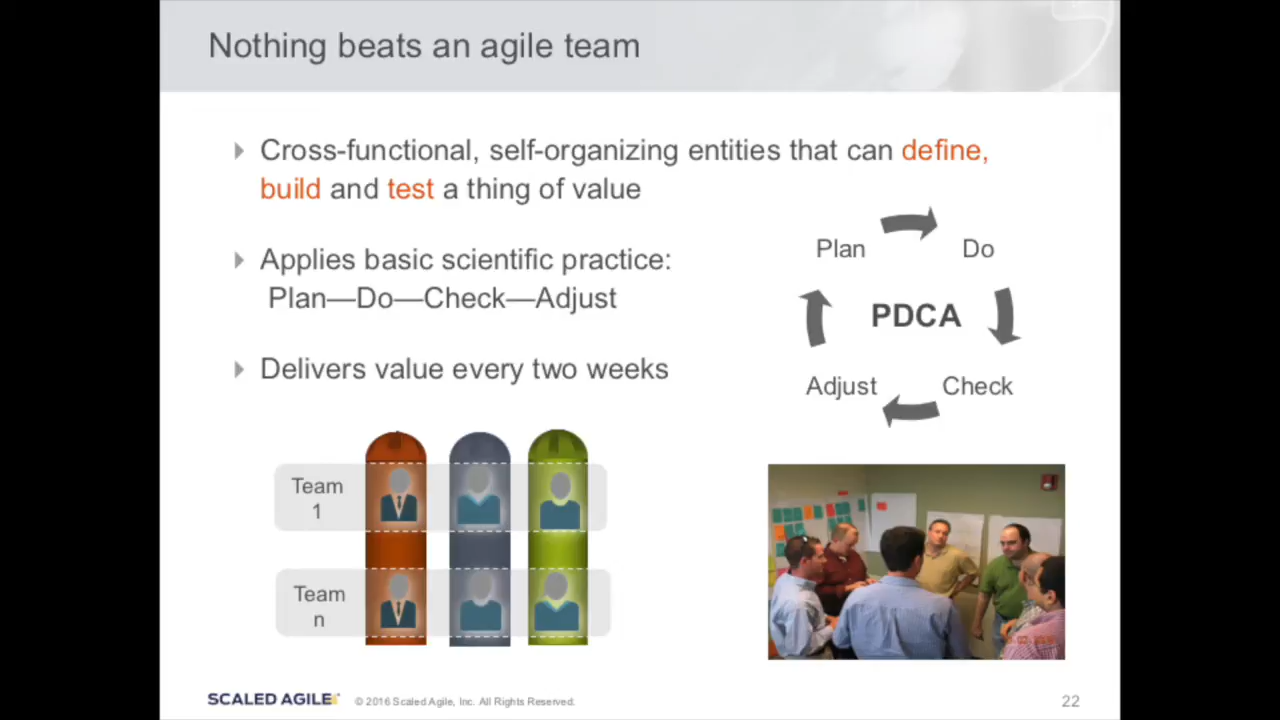 Nothing beats an agile team
Cross-functional, self-organizing entities that can define,
build and test a thing of value
Applies basic scientific practice:
Plan—Do—Check—Adjust
Delivers value every two weeks
Plan
Do
PDCA
Adjust
Check
Team
1
Team
n
SCALED AGILE
© 2016 Scaled Agile, Inc. All Rights Reserved.
22